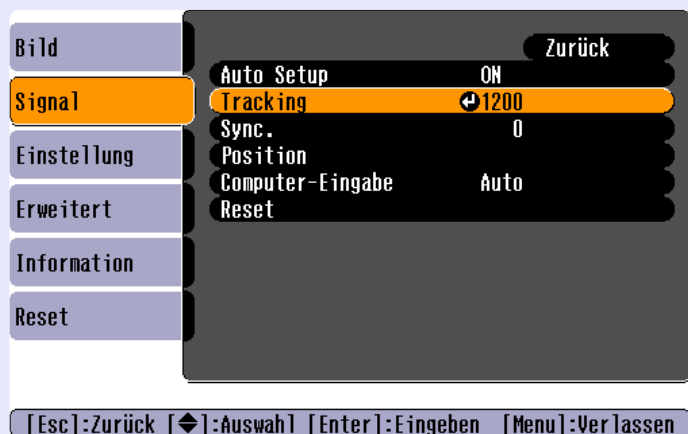 Bild
Signal
Einstellung
Erweitert
Information
Reset
Zurück
Auto Setup ON
Tracking 1200
Sync. 0
Position
Computer-Eingabe Auto
Reset
[Esc]:Zurück [◆]:Auswahl [Enter]:Eingeben [Menu]:Verlassen